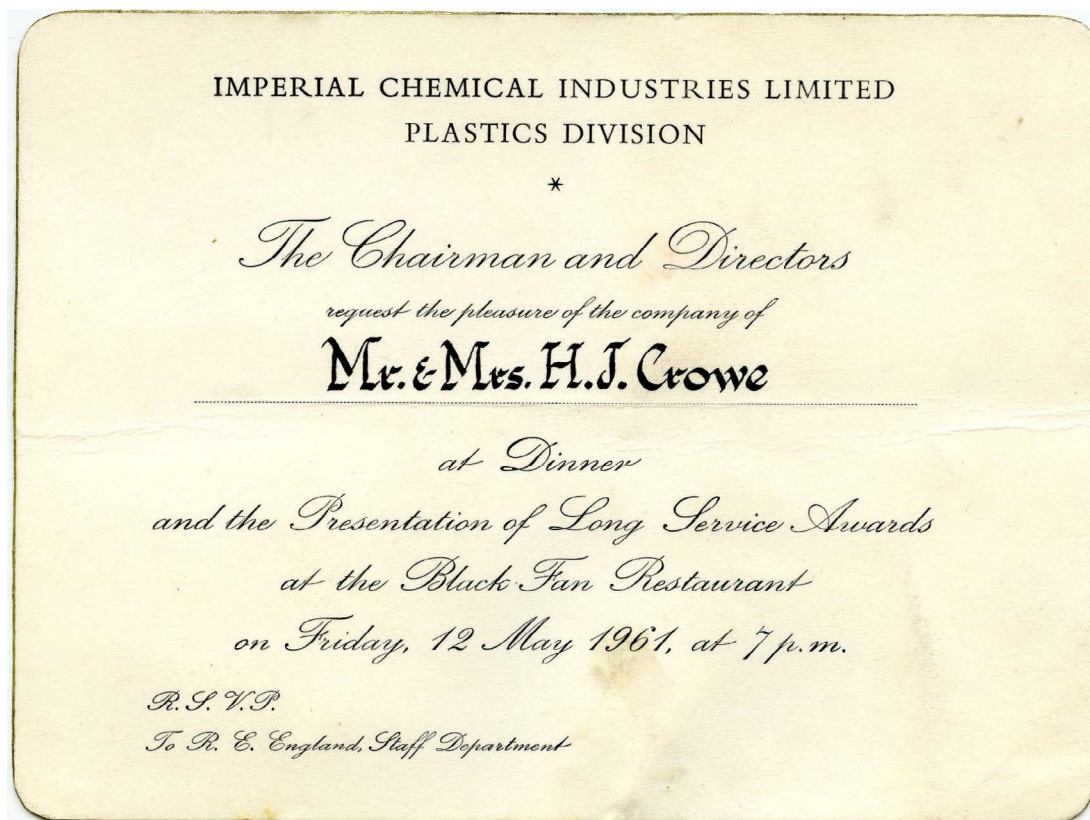 IMPERIAL CHEMICAL INDUSTRIES LIMITED
PLASTICS DIVISION
*
The Chairman and Directors
request the pleasure of the company of
Mr. & Mrs. H. J. Crowe
at Dinner
and the Presentation of Long Service Awards
at the Black Fan Restaurant
on Friday, 12 May 1961, at 7 p.m.
R. S. V. P.
To R. E. England, Staff Department